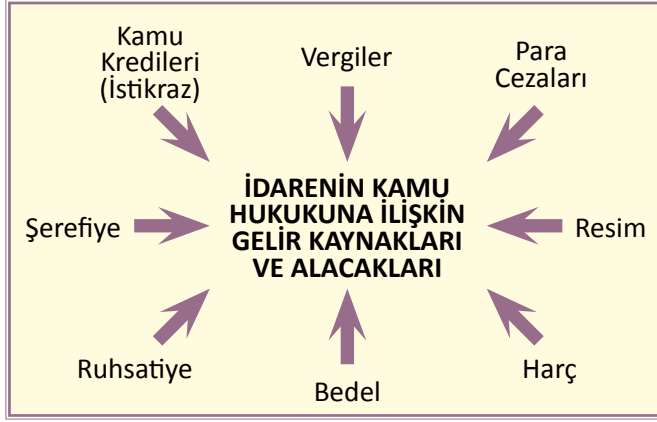 Kamu
Kredileri
(İstikraz)
Vergiler
Para
Cezaları
Şerefiye
İDARENİN KAMU
HUKUKUNA İLİŞKİN
GELİR KAYNAKLARI
VE ALACAKLARI
Resim
Ruhsatiye
Bedel
Harç